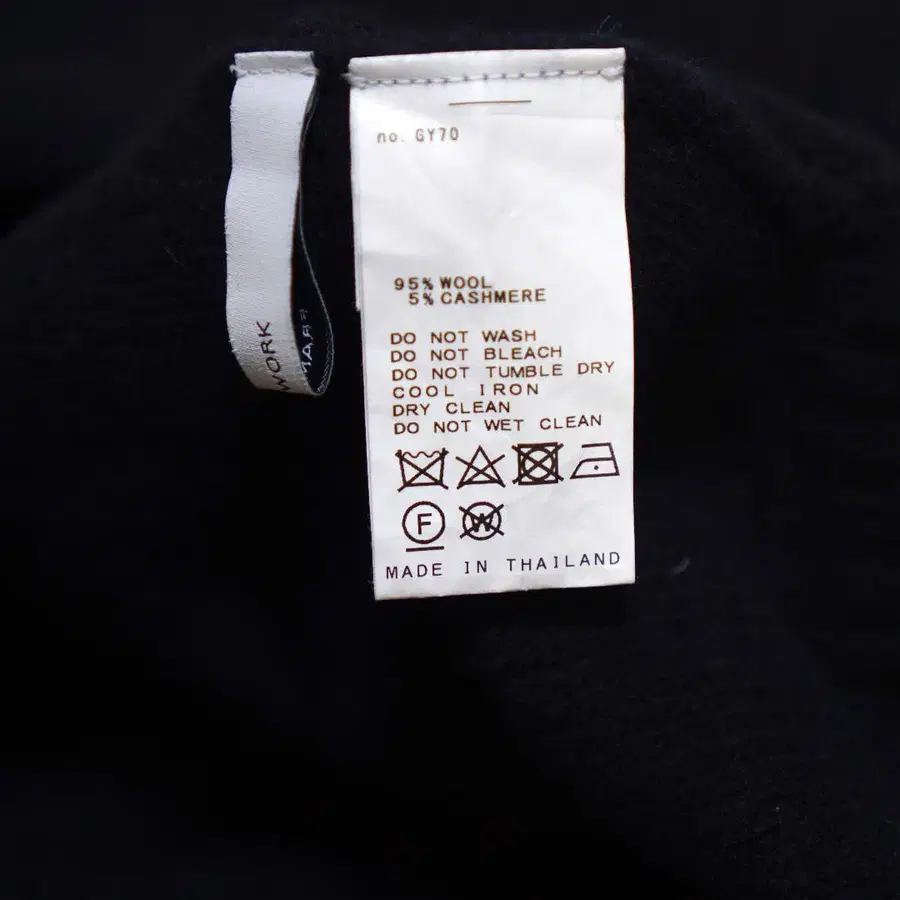 WORK
no. GY70
95% WOOL
5% CASHMERE
DO NOT WASH
DO NOT BLEACH
DO NOT TUMBLE DRY
COOL IRON
DRY CLEAN
DO NOT WET CLEAN
F
W
MADE IN THAILAND